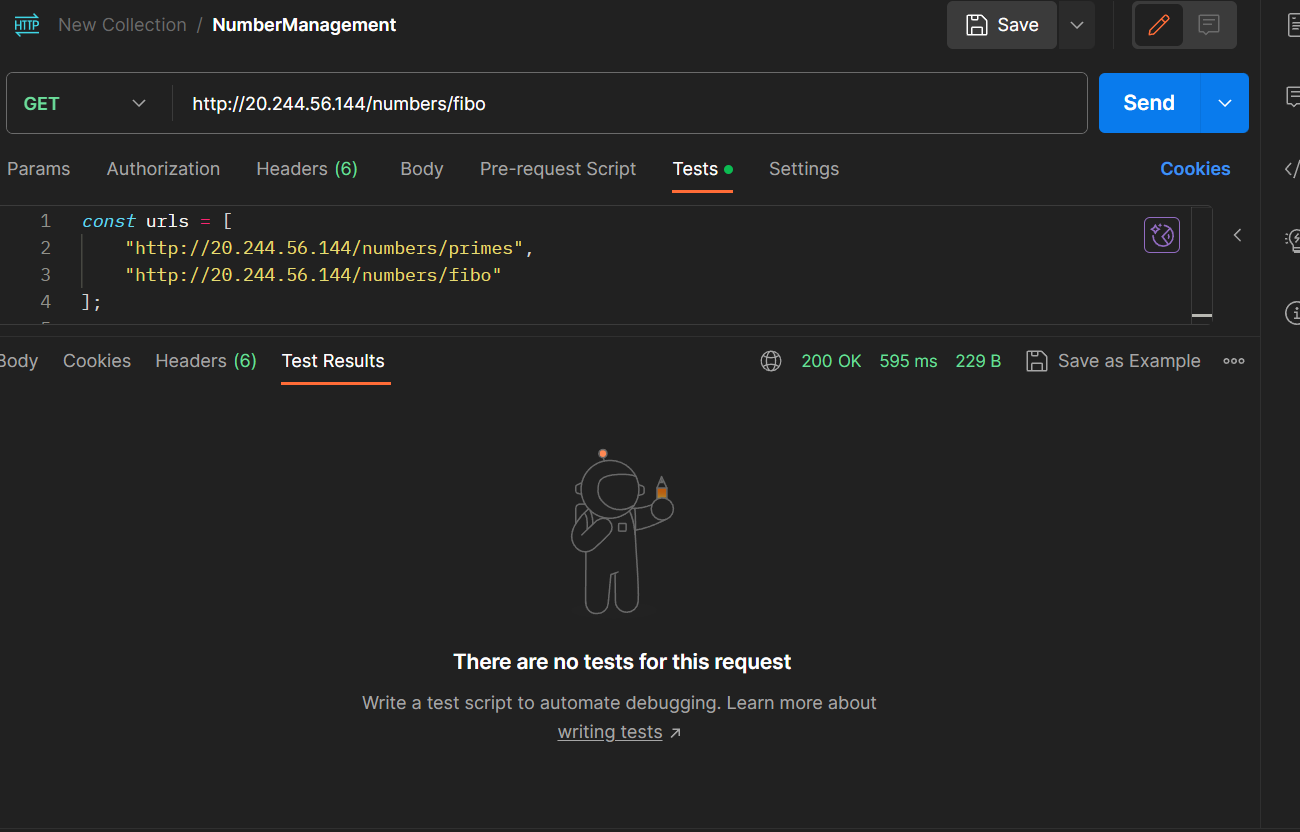 HTTP New Collection / NumberManagement Save
GET http://20.244.56.144/numbers/fibo Send
Params Authorization Headers (6) Body Pre-request Script Tests Settings Cookies
1 const urls = [
2 "http://20.244.56.144/numbers/primes",
3 "http://20.244.56.144/numbers/fibo"
4 ];
Body Cookies Headers (6) Test Results 200 OK 595 ms 229 B Save as Example
There are no tests for this request
Write a test script to automate debugging. Learn more about
writing tests ↗